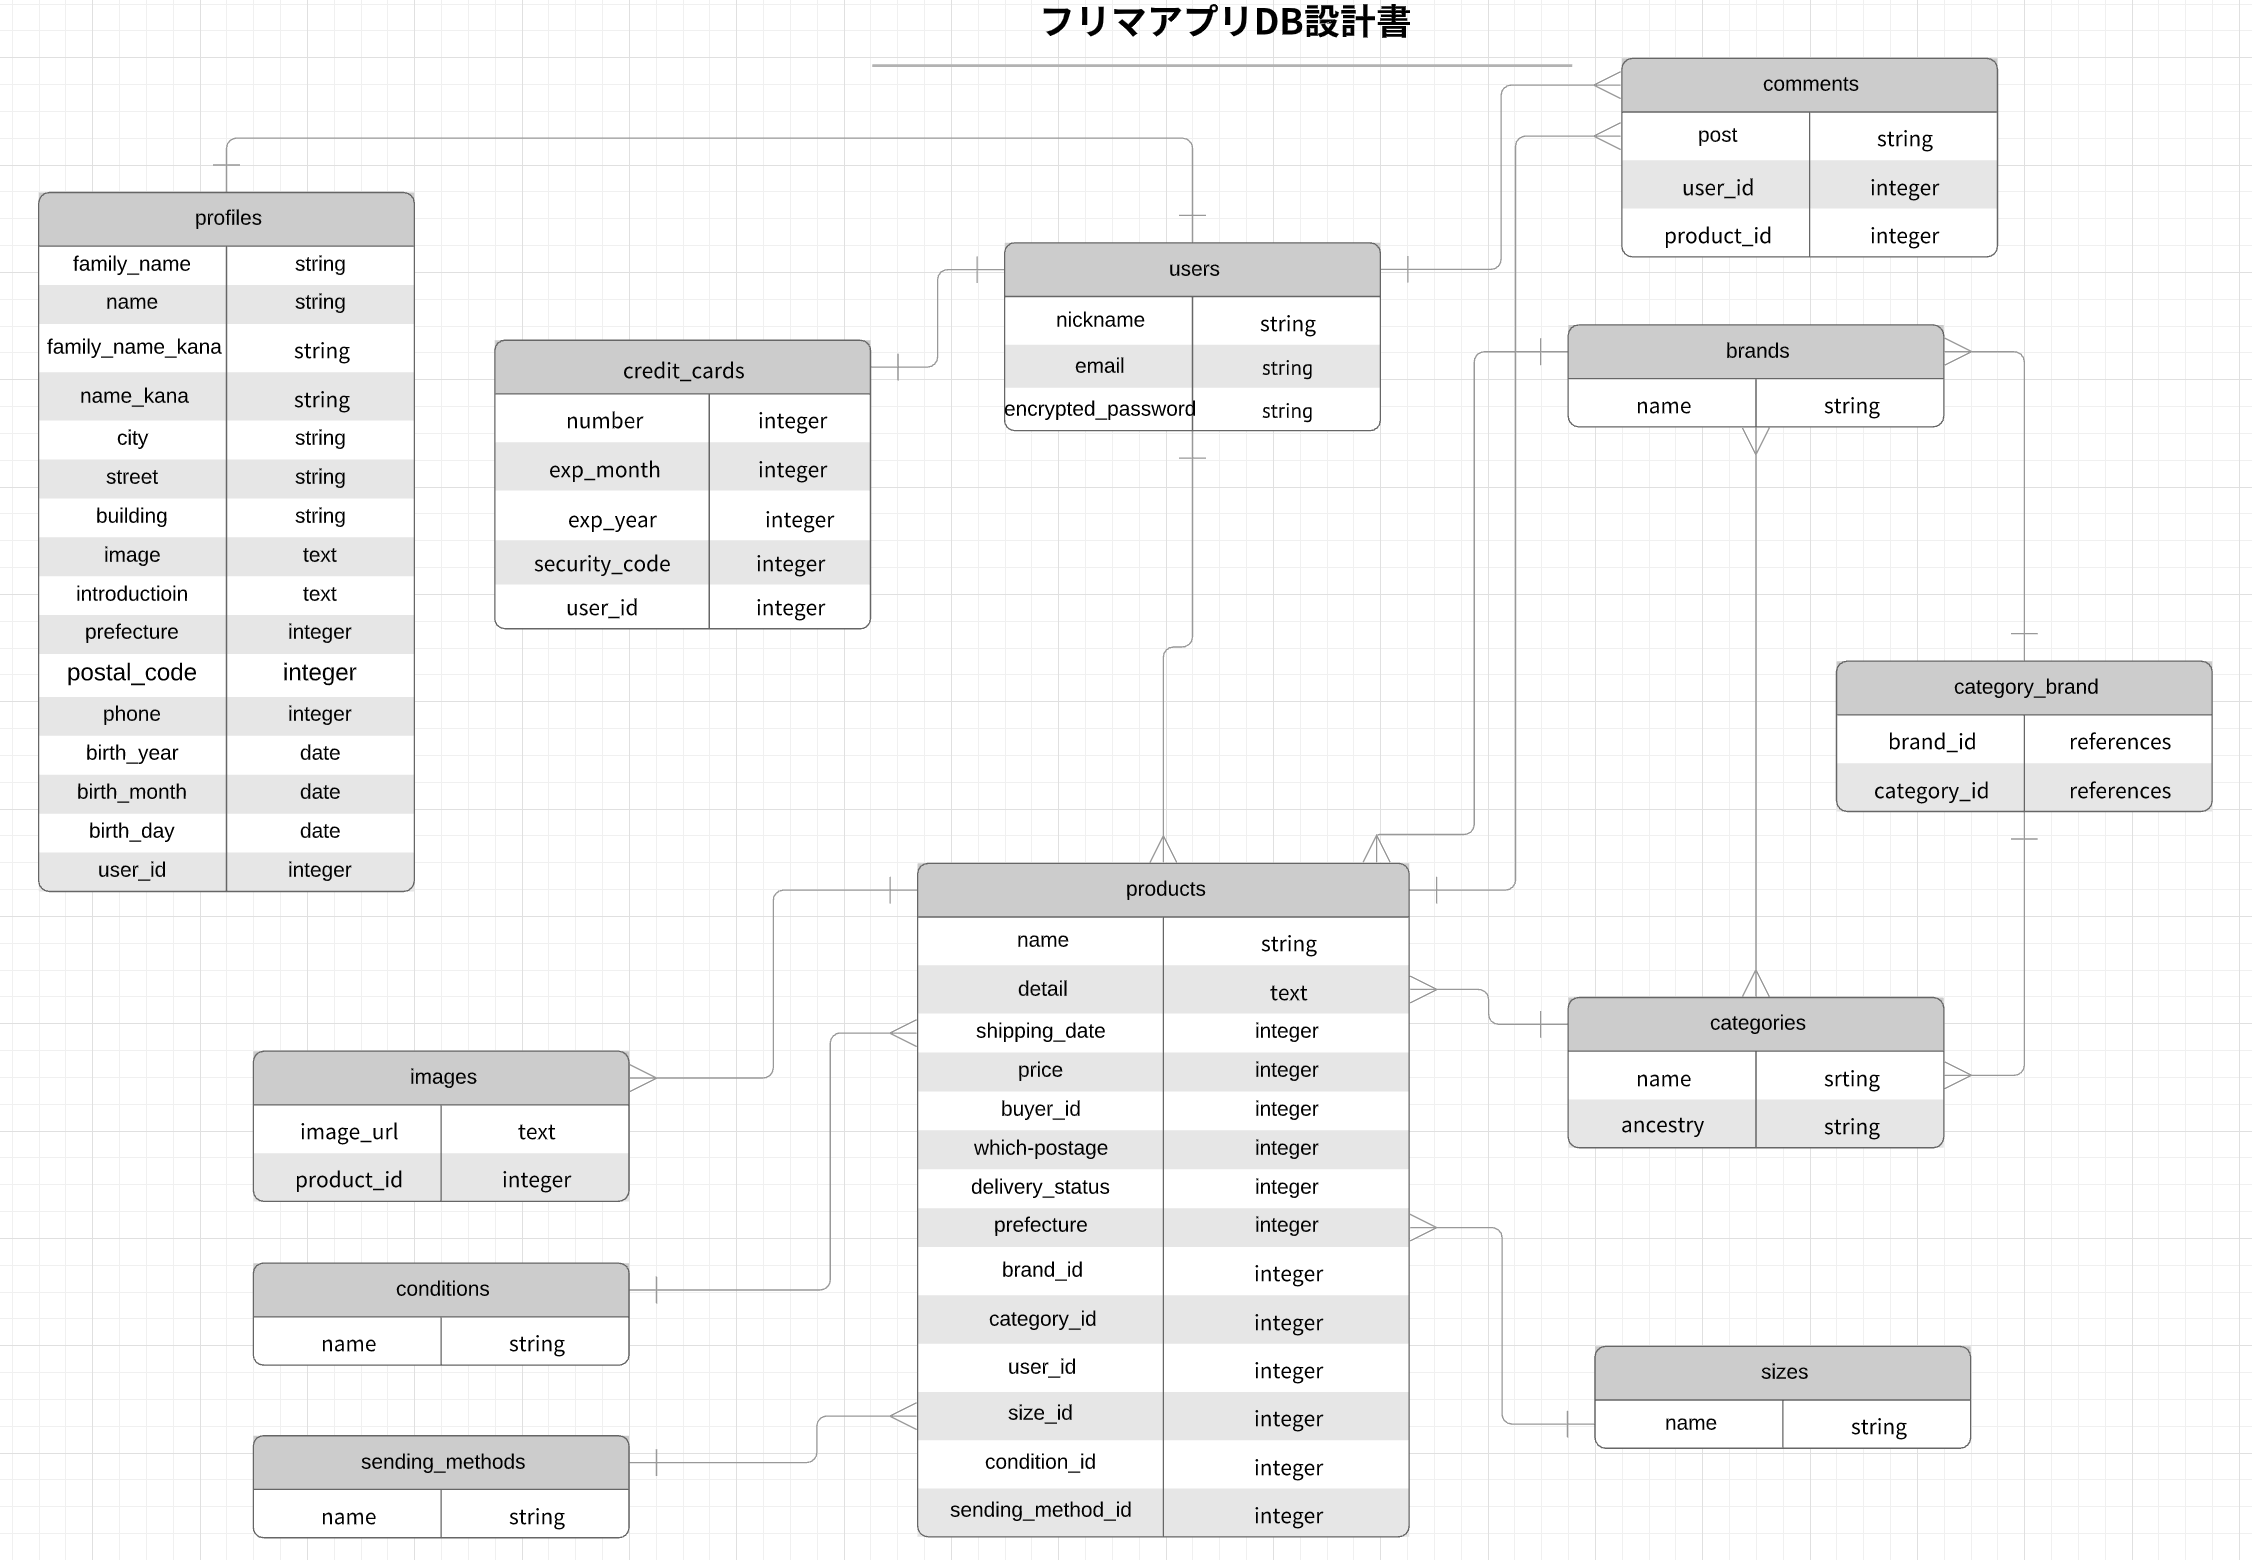 フリマアプリDB設計書
comments
post string
user_id integer
product_id integer
profiles
family_name string
name string
family_name_kana string
name_kana string
city string
street string
building string
image text
introductioin text
prefecture integer
postal_code integer
phone integer
birth_year date
birth_month date
birth_day date
user_id integer
users
nickname string
email string
encrypted_password string
credit_cards
number integer
exp_month integer
exp_year integer
security_code integer
user_id integer
brands
name string
category_brand
brand_id references
category_id references
products
name string
detail text
shipping_date integer
price integer
buyer_id integer
which-postage integer
delivery_status integer
prefecture integer
brand_id integer
category_id integer
user_id integer
size_id integer
condition_id integer
sending_method_id integer
categories
name srting
ancestry string
images
image_url text
product_id integer
conditions
name string
sizes
name string
sending_methods
name string